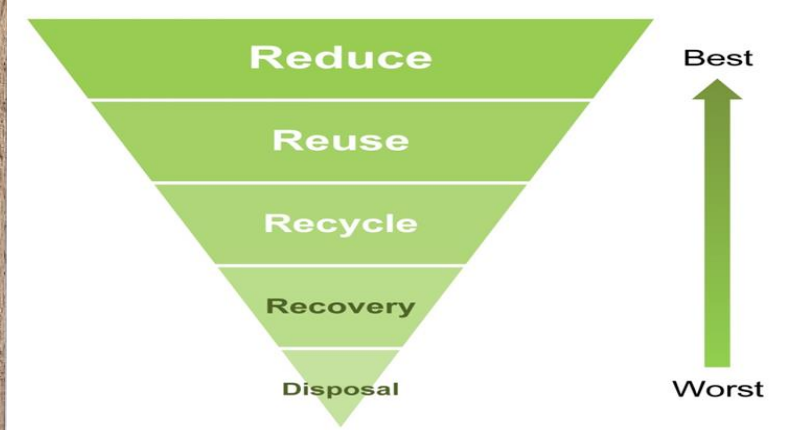 Reduce
Best
Reuse
Recycle
Recovery
Disposal
Worst